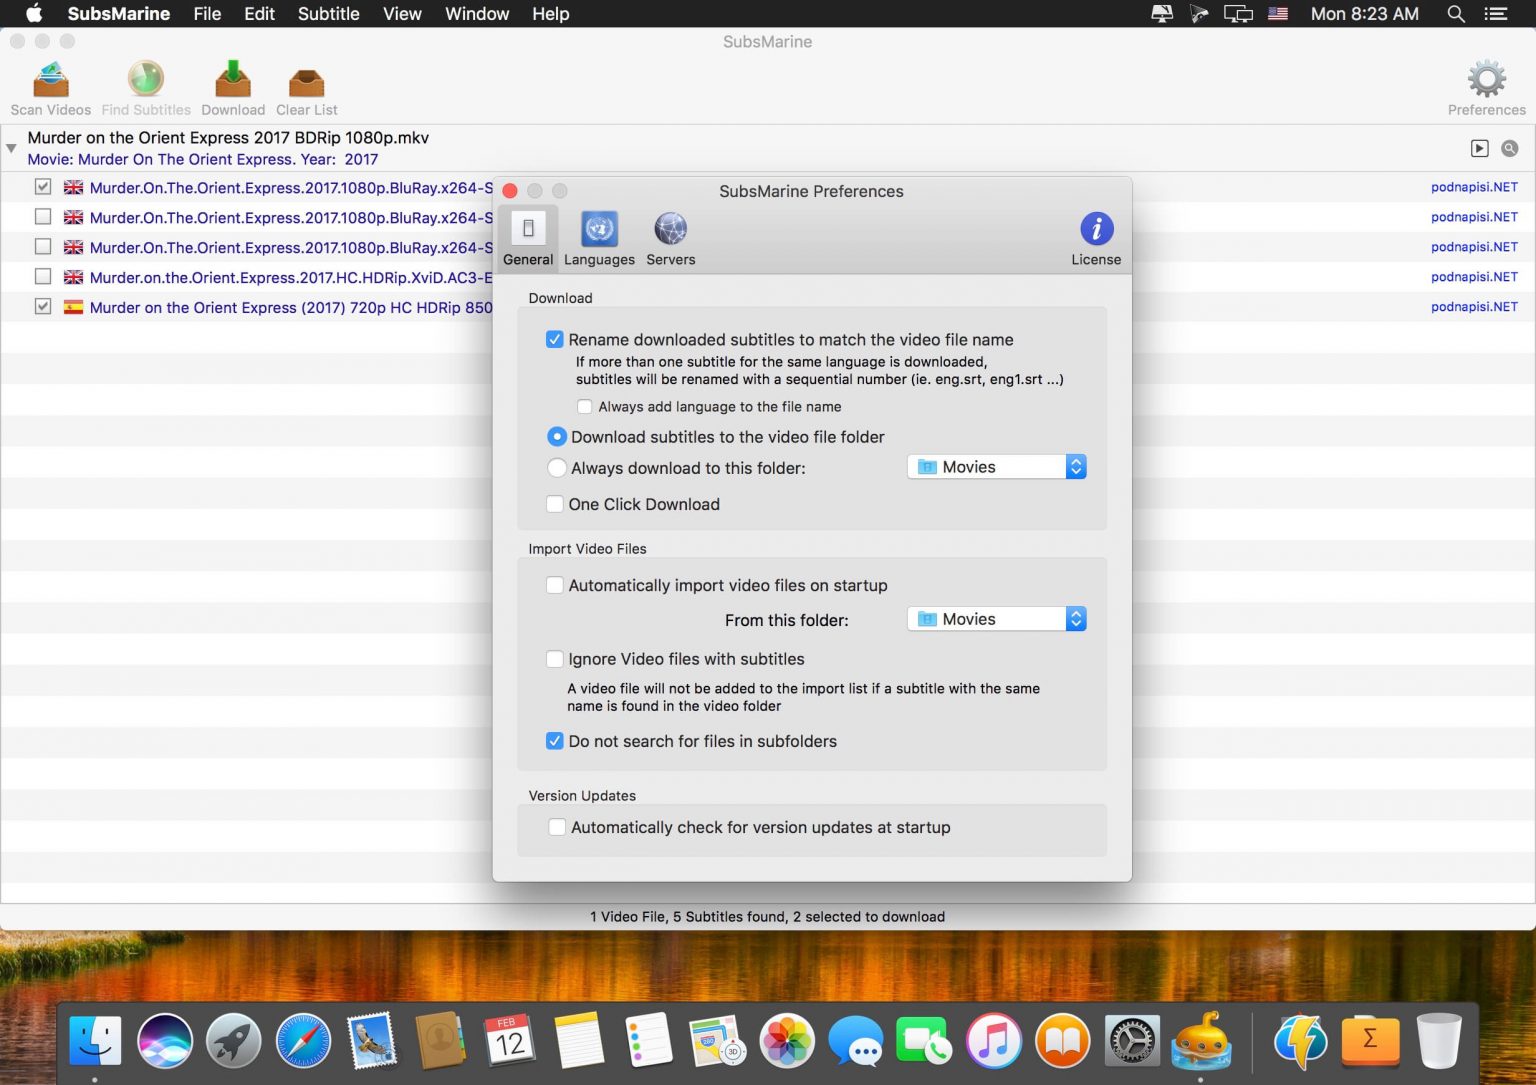 SubsMarine File Edit Subtitle View Window Help Mon 8:23 AM
SubsMarine
Scan Videos Find Subtitles Download Clear List Preferences
Murder on the Orient Express 2017 BDRip 1080p.mkv
Movie: Murder On The Orient Express. Year: 2017
Murder.On.The.Orient.Express.2017.1080p.BluRay.x264-S podnapisi.NET
Murder.On.The.Orient.Express.2017.1080p.BluRay.x264-S podnapisi.NET
Murder.On.The.Orient.Express.2017.1080p.BluRay.x264-S podnapisi.NET
Murder.on.the.Orient.Express.2017.HC.HDRip.XviD.AC3-E podnapisi.NET
Murder on the Orient Express (2017) 720p HC HDRip 850 podnapisi.NET
SubsMarine Preferences
General Languages Servers License
Download
Rename downloaded subtitles to match the video file name
If more than one subtitle for the same language is downloaded,
subtitles will be renamed with a sequential number (ie. eng.srt, eng1.srt ...)
Always add language to the file name
Download subtitles to the video file folder
Always download to this folder: Movies
One Click Download
Import Video Files
Automatically import video files on startup
From this folder: Movies
Ignore Video files with subtitles
A video file will not be added to the import list if a subtitle with the same
name is found in the video folder
Do not search for files in subfolders
Version Updates
Automatically check for version updates at startup
1 Video File, 5 Subtitles found, 2 selected to download
FEB
12
280
3D
Σ